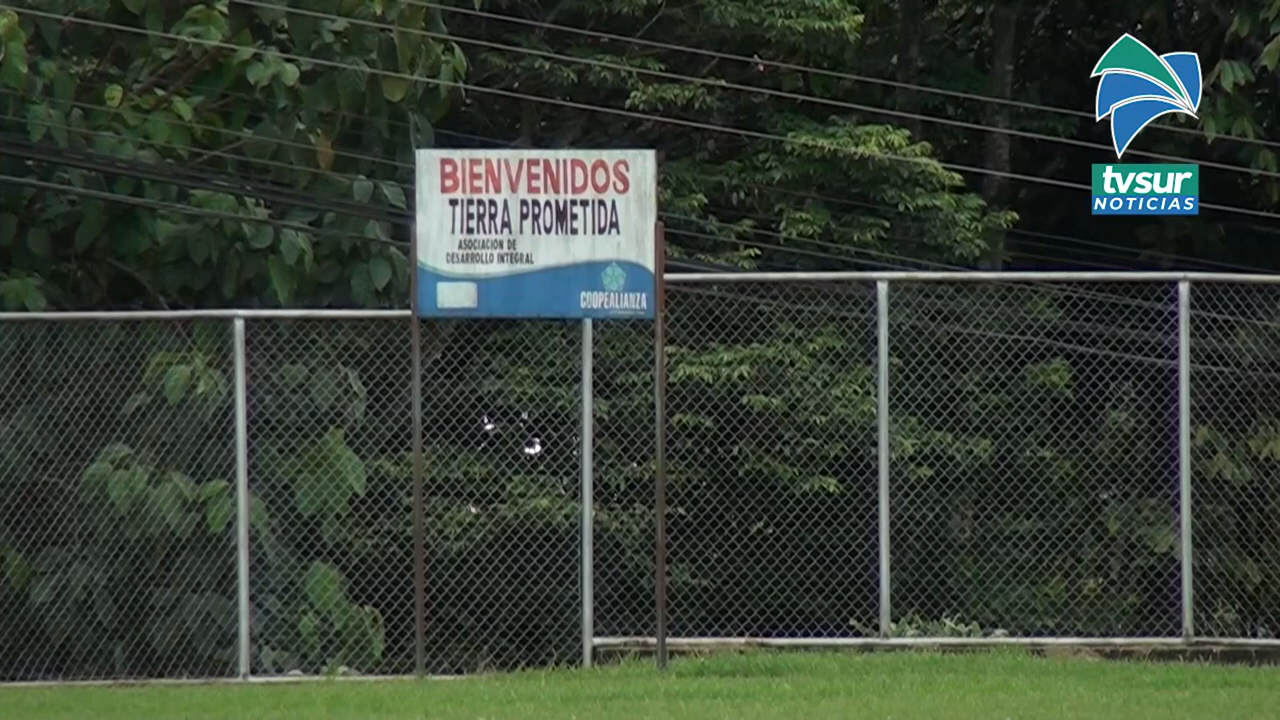 BIENVENIDOS
TIERRA PROMETIDA
ASOCIACIÓN DE
DESARROLLO INTEGRAL
COOPEALIANZA
tvsur
NOTICIAS